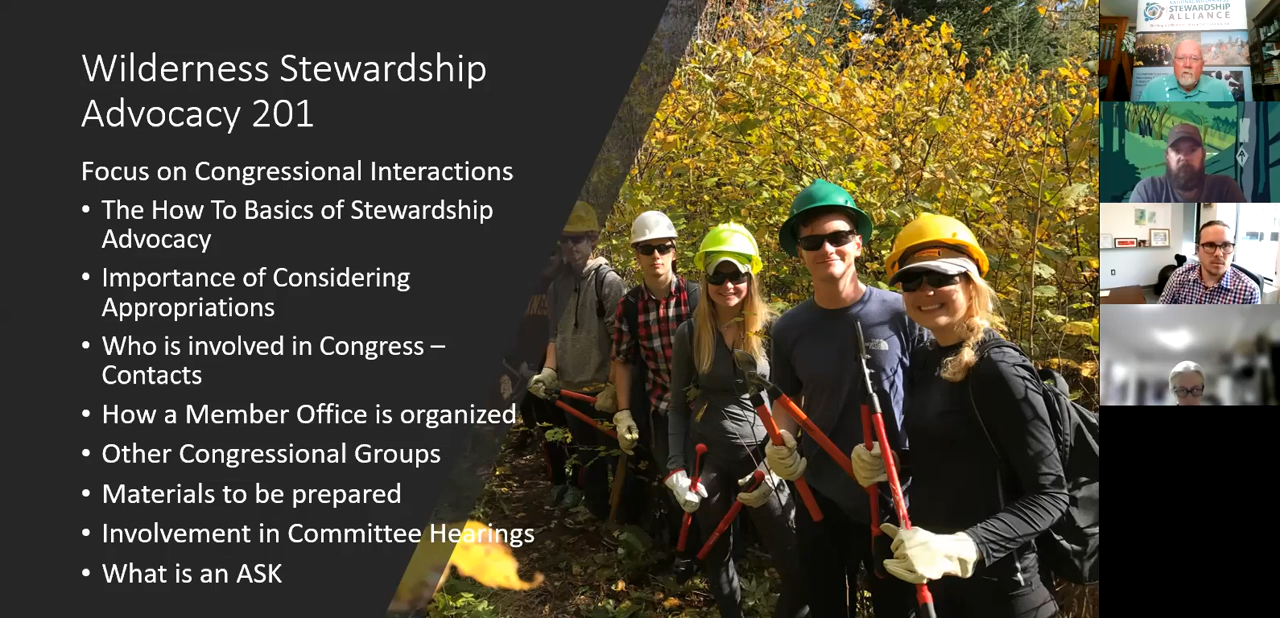 Wilderness Stewardship
Advocacy 201
Focus on Congressional Interactions
• The How To Basics of Stewardship
Advocacy
• Importance of Considering
Appropriations
• Who is involved in Congress –
Contacts
• How a Member Office is organized
• Other Congressional Groups
• Materials to be prepared
• Involvement in Committee Hearings
• What is an ASK
NATIONAL WILDERNESS
STEWARDSHIP
ALLIANCE